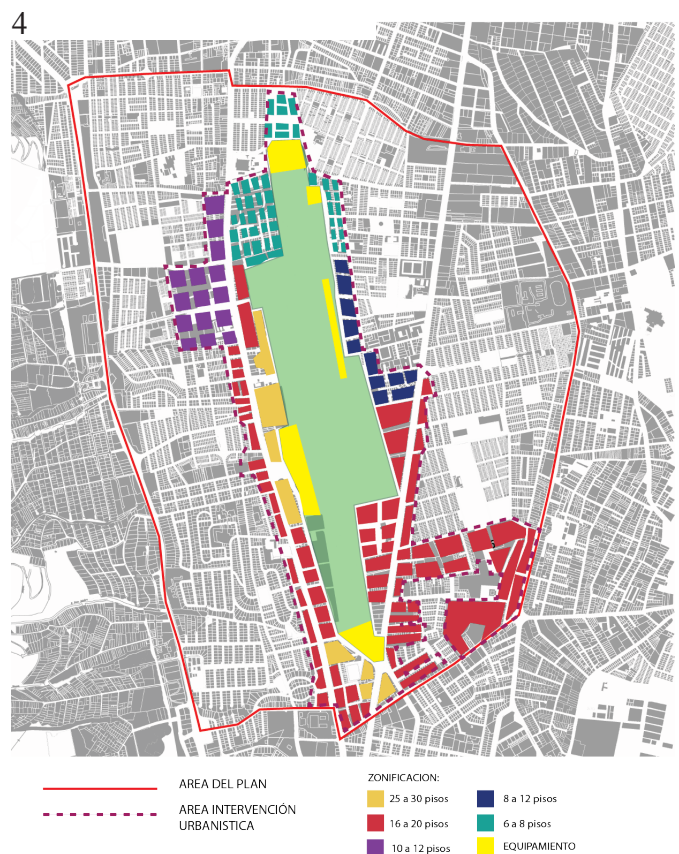 4
5
AREA DEL PLAN
AREA INTERVENCIÓN
URBANISTICA
ZONIFICACION:
25 a 30 pisos
16 a 20 pisos
10 a 12 pisos
8 a 12 pisos
6 a 8 pisos
EQUIPAMIENTO